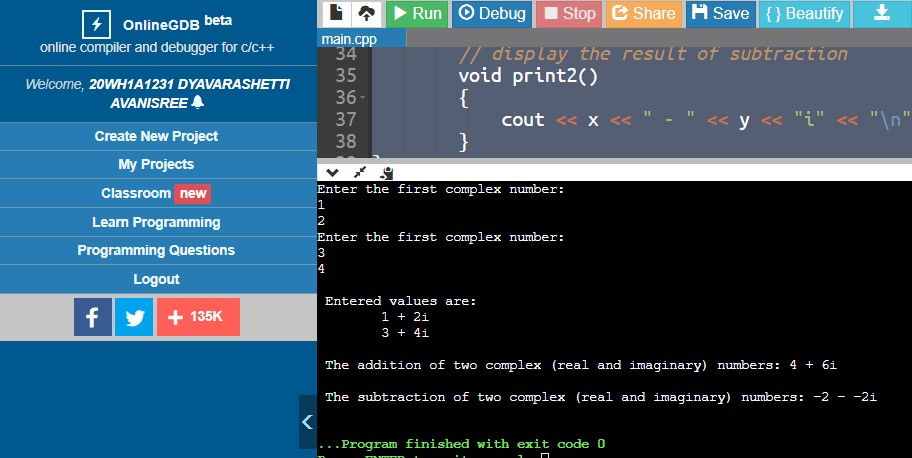 OnlineGDB beta
online compiler and debugger for c/c++
Welcome, 20WH1A1231 DYAVARASHETTI
AVANISREE
Create New Project
My Projects
Classroom new
Learn Programming
Programming Questions
Logout
135K
Run Debug Stop Share Save { } Beautify
main.cpp
34 // display the result of subtraction
35 void print2()
36 {
37 cout << x << " - " << y << "i" << "\n"
38 }
Enter the first complex number:
1
2
Enter the first complex number:
3
4
Entered values are:
1 + 2i
3 + 4i
The addition of two complex (real and imaginary) numbers: 4 + 6i
The subtraction of two complex (real and imaginary) numbers: -2 - -2i
...Program finished with exit code 0